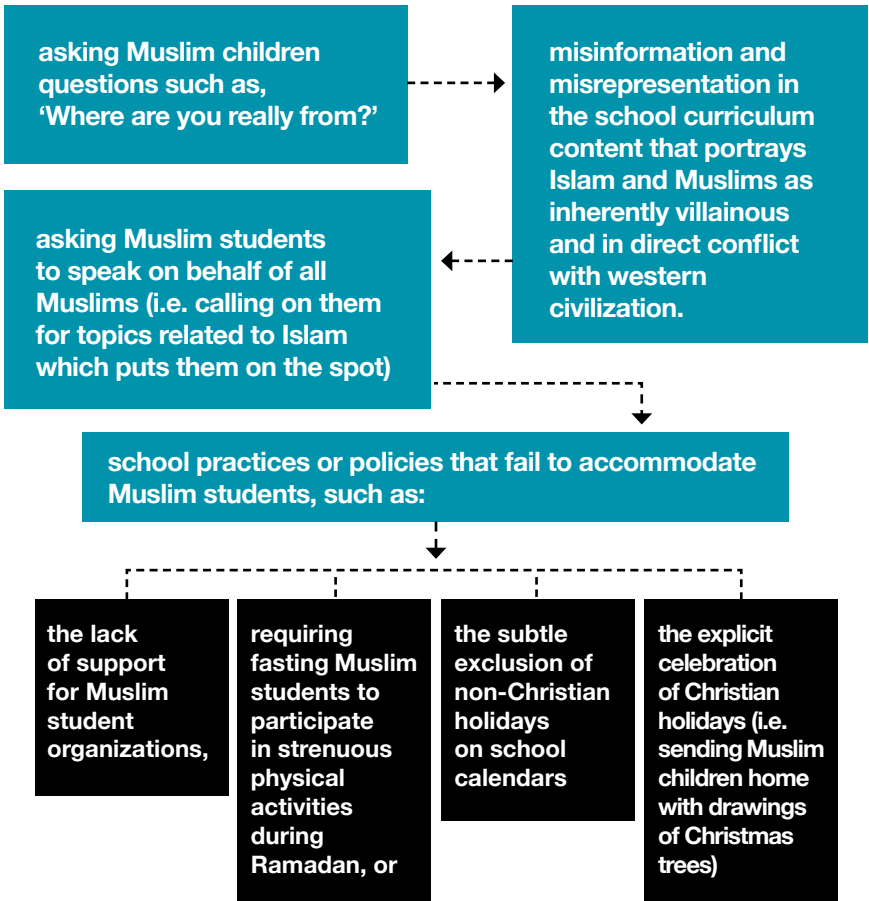 asking Muslim children
questions such as,
‘Where are you really from?’
misinformation and
misrepresentation in
the school curriculum
content that portrays
Islam and Muslims as
inherently villainous
and in direct conflict
with western
civilization.
asking Muslim students
to speak on behalf of all
Muslims (i.e. calling on them
for topics related to Islam
which puts them on the spot)
school practices or policies that fail to accommodate
Muslim students, such as:
the lack
of support
for Muslim
student
organizations,
requiring
fasting Muslim
students to
participate
in strenuous
physical
activities
during
Ramadan, or
the subtle
exclusion of
non-Christian
holidays
on school
calendars
the explicit
celebration
of Christian
holidays (i.e.
sending Muslim
children home
with drawings
of Christmas
trees)